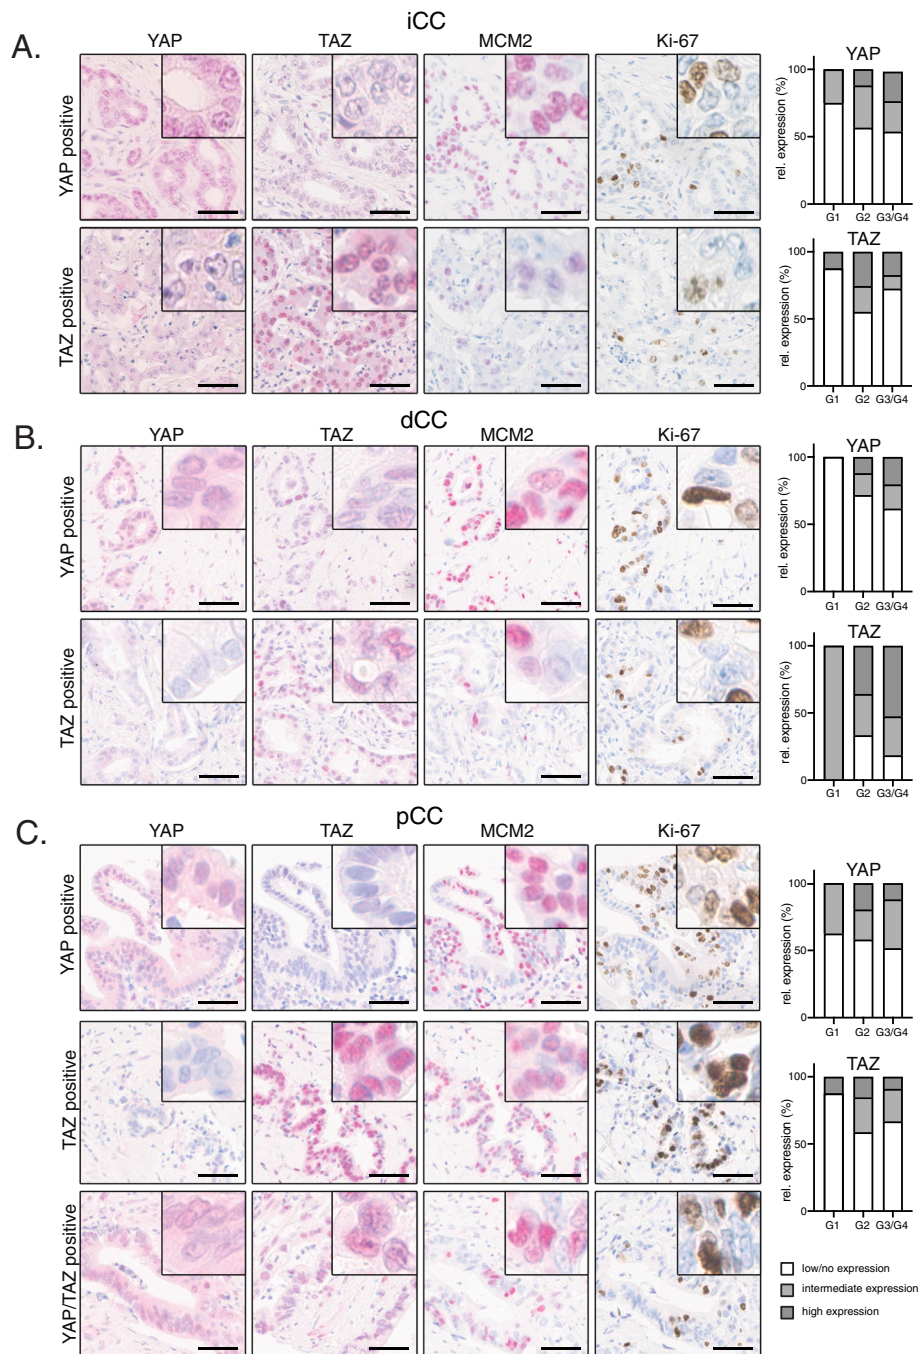 iCC
A.
YAP
TAZ
MCM2
Ki-67
YAP positive
TAZ positive
YAP
rel. expression (%)
100
50
0
G1
G2
G3/G4
TAZ
rel. expression (%)
100
50
0
G1
G2
G3/G4
dCC
B.
YAP
TAZ
MCM2
Ki-67
YAP positive
TAZ positive
YAP
rel. expression (%)
100
50
0
G1
G2
G3/G4
TAZ
rel. expression (%)
100
50
0
G1
G2
G3/G4
pCC
C.
YAP
TAZ
MCM2
Ki-67
YAP positive
TAZ positive
YAP/TAZ positive
YAP
rel. expression (%)
100
50
0
G1
G2
G3/G4
TAZ
rel. expression (%)
100
50
0
G1
G2
G3/G4
low/no expression
intermediate expression
high expression